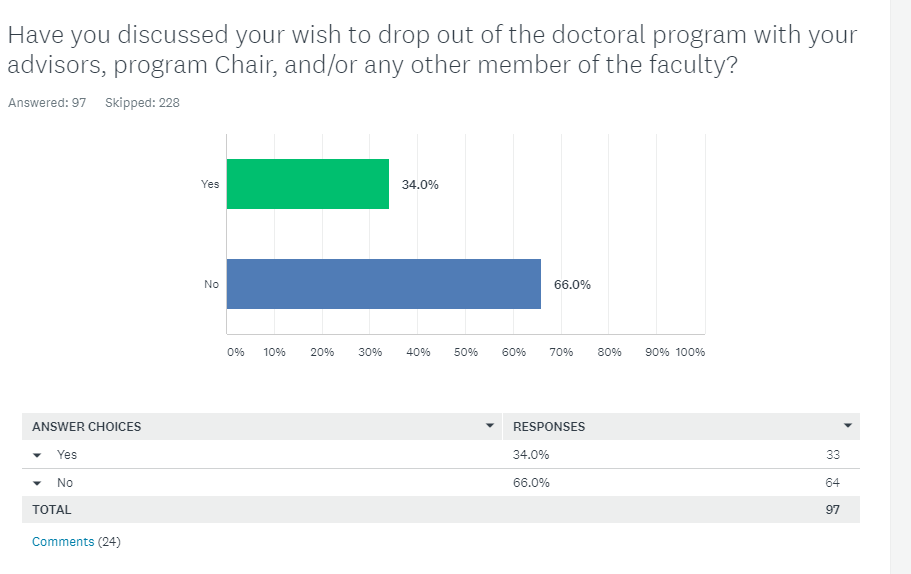 Have you discussed your wish to drop out of the doctoral program with your
advisors, program Chair, and/or any other member of the faculty?
Answered: 97 Skipped: 228
Yes 34.0%
No 66.0%
0% 10% 20% 30% 40% 50% 60% 70% 80% 90% 100%
ANSWER CHOICES RESPONSES
Yes 34.0% 33
No 66.0% 64
TOTAL 97
Comments (24)